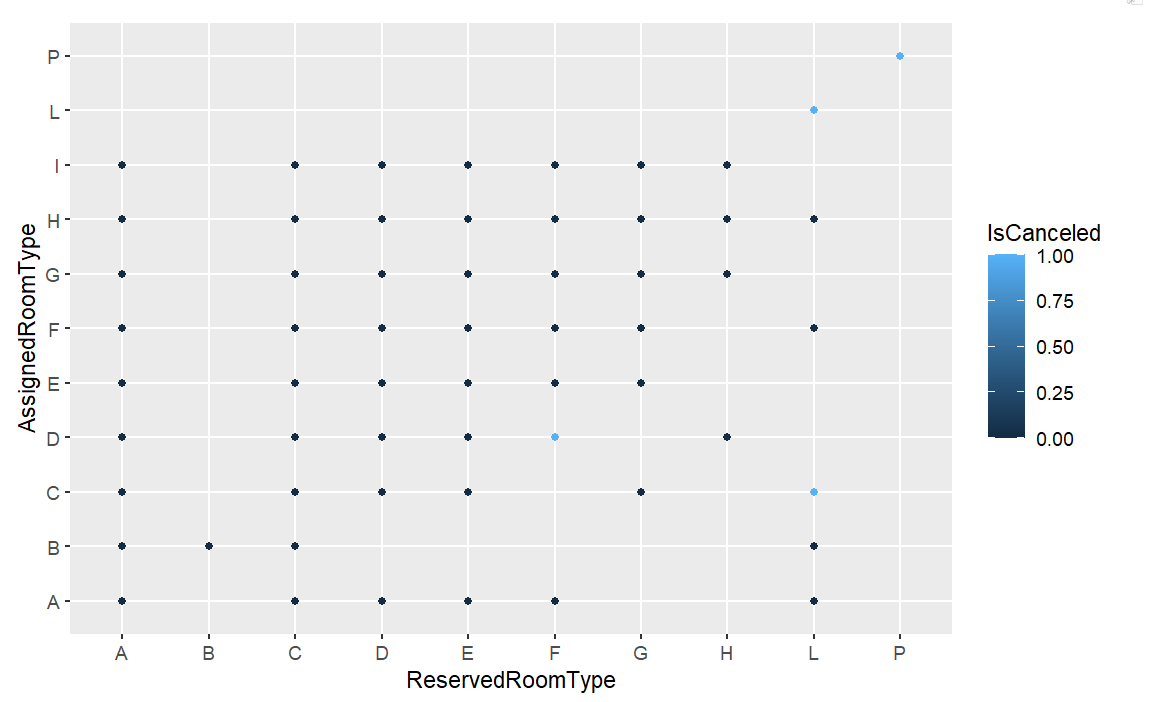 AssignedRoomType
P
L
I
H
G
F
E
D
C
B
A
A B C D E F G H L P
ReservedRoomType
IsCanceled
1.00
0.75
0.50
0.25
0.00